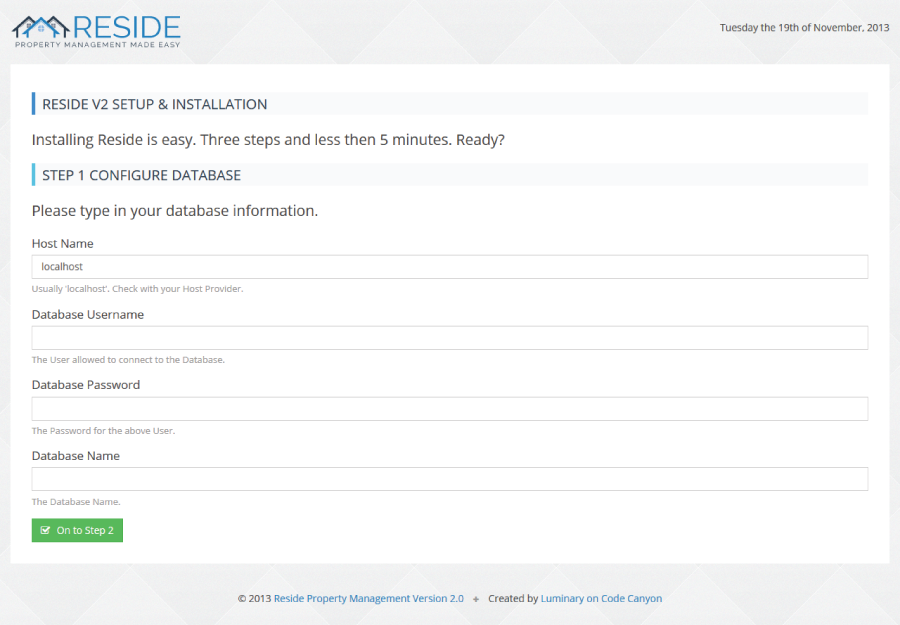 RESIDE
PROPERTY MANAGEMENT MADE EASY
Tuesday the 19th of November, 2013
RESIDE V2 SETUP & INSTALLATION
Installing Reside is easy. Three steps and less then 5 minutes. Ready?
STEP 1 CONFIGURE DATABASE
Please type in your database information.
Host Name
localhost
Usually 'localhost'. Check with your Host Provider.
Database Username
The User allowed to connect to the Database.
Database Password
The Password for the above User.
Database Name
The Database Name.
On to Step 2
© 2013 Reside Property Management Version 2.0 + Created by Luminary on Code Canyon